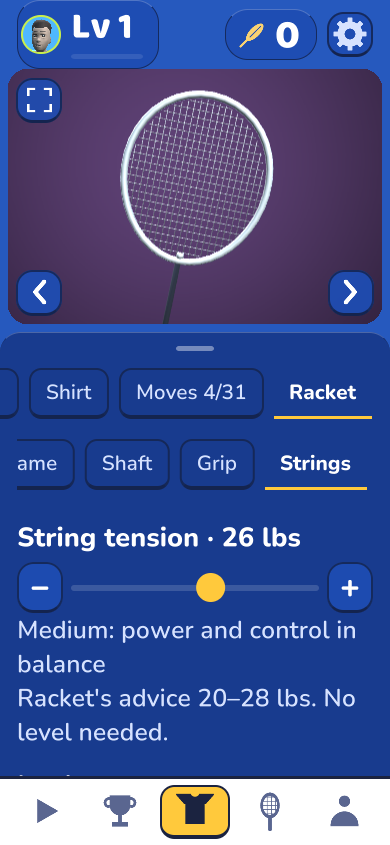 Lv 1
0
Shirt
Moves 4/31
Racket
ame
Shaft
Grip
Strings
String tension · 26 lbs
Medium: power and control in
balance
Racket's advice 20–28 lbs. No
level needed.